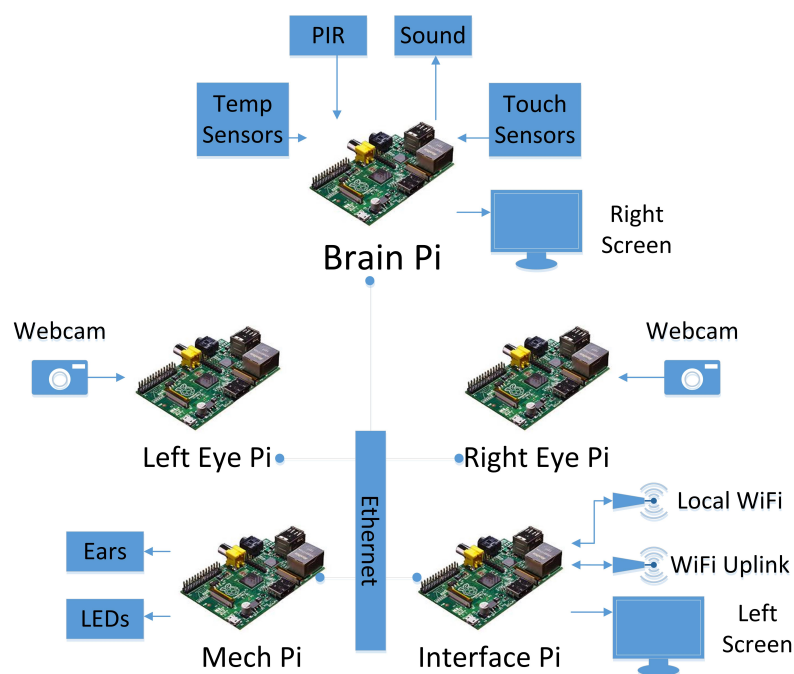 PIR
Sound
Temp
Sensors
Touch
Sensors
Right
Screen
Brain Pi
Webcam
Webcam
Left Eye Pi
Right Eye Pi
Ethernet
Local WiFi
Ears
WiFi Uplink
LEDs
Left
Screen
Mech Pi
Interface Pi